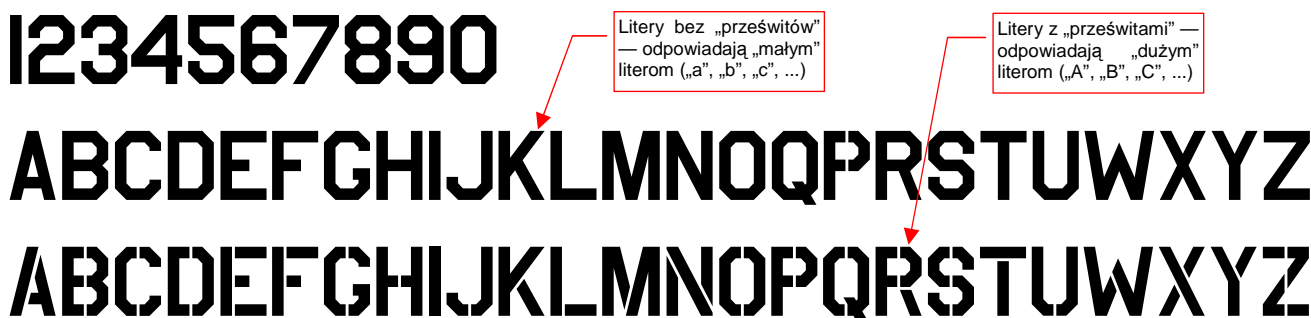 1234567890
Litery bez „prześwitów”
— odpowiadają „małym”
literom („a”, „b”, „c”, ...)
Litery z „prześwitami” —
odpowiadają „dużym”
literom („A”, „B”, „C”, ...)
ABCDEFGHIJKLMNOQPRSTUWXYZ
ABCDEFGHIJKLMNOPQRSTUWXYZ